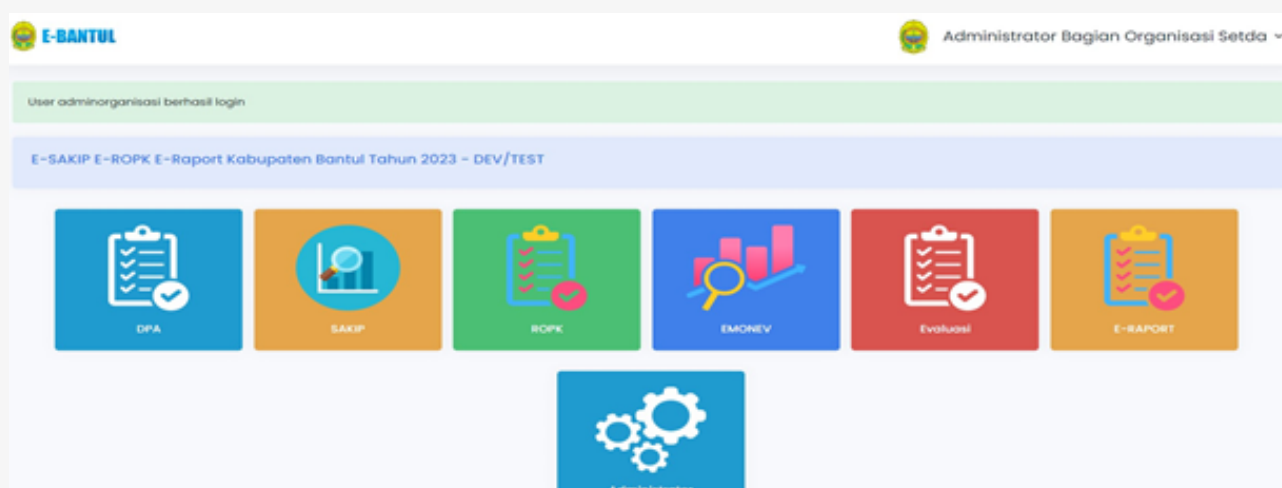 E-BANTUL
Administrator Bagian Organisasi Setda
User adminorganisasi berhasil login
E-SAKIP E-ROPK E-Raport Kabupaten Bantul Tahun 2023 - DEV/TEST
DPA
SAKIP
ROPK
EMONEV
Evaluasi
E-RAPORT
Administrator